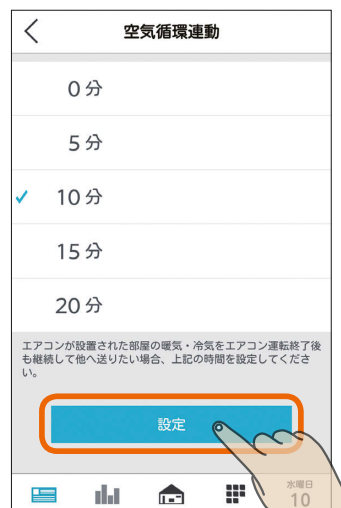 空気循環連動
0分
5分
10分
15分
20分
エアコンが設置された部屋の暖気・冷気をエアコン運転終了後
も継続して他へ送りたい場合、上記の時間を設定してくださ
い。
設定
水曜日
10